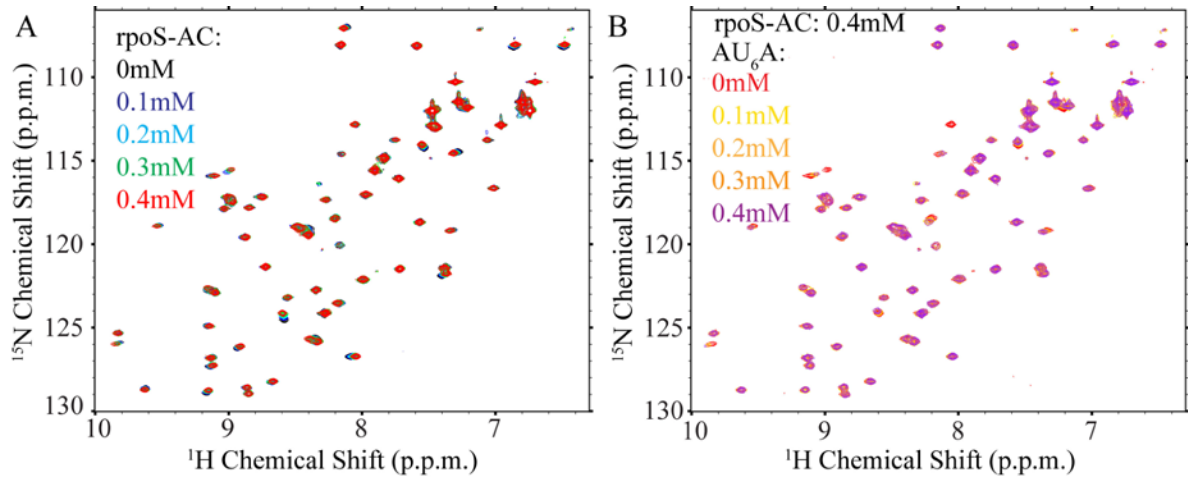 A
rpoS-AC:
0mM
0.1mM
0.2mM
0.3mM
0.4mM
110
115
120
125
130
10
9
8
7
¹⁵N Chemical Shift (p.p.m.)
¹H Chemical Shift (p.p.m.)
B
rpoS-AC: 0.4mM
AU₆A:
0mM
0.1mM
0.2mM
0.3mM
0.4mM
110
115
120
125
130
10
9
8
7
¹⁵N Chemical Shift (p.p.m.)
¹H Chemical Shift (p.p.m.)